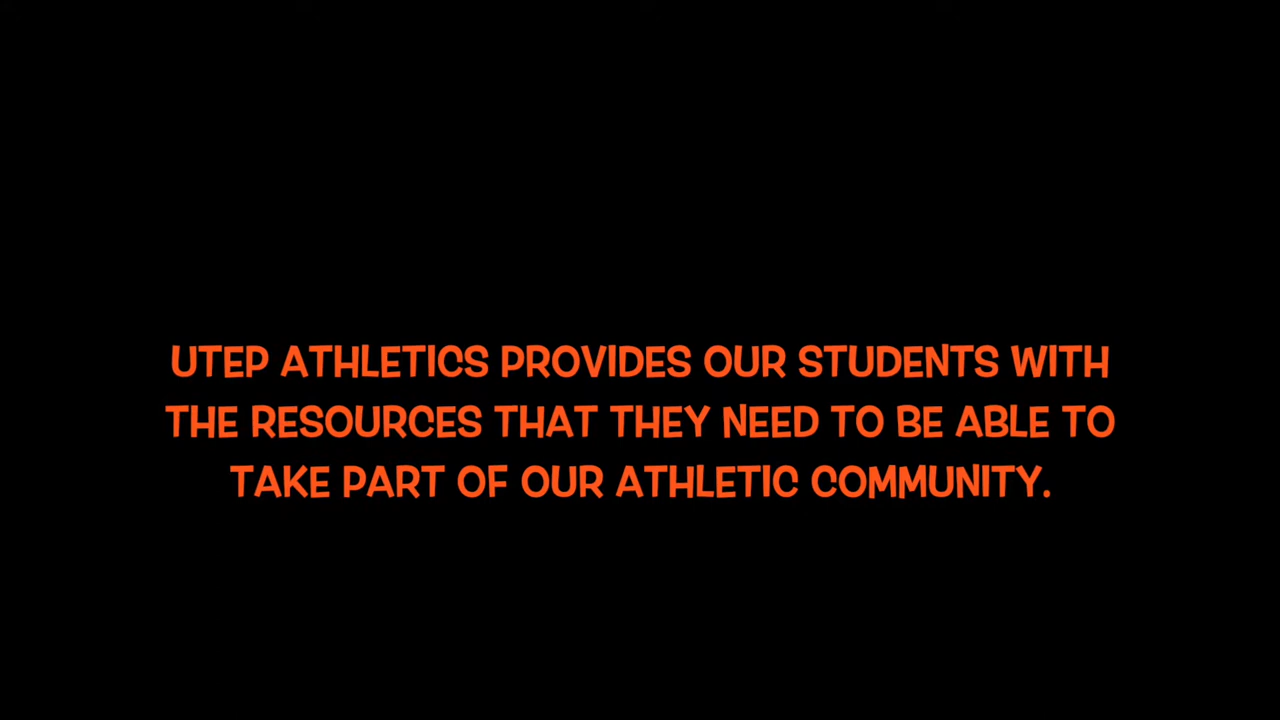 UTEP ATHLETICS PROVIDES OUR STUDENTS WITH
THE RESOURCES THAT THEY NEED TO BE ABLE TO
TAKE PART OF OUR ATHLETIC COMMUNITY.